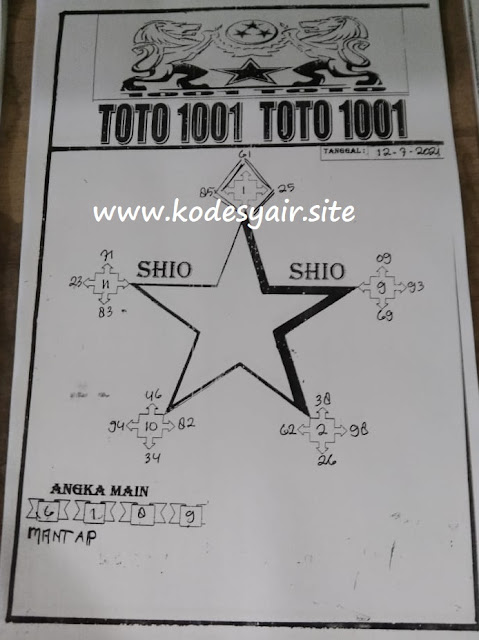 TOTO 1001 TOTO 1001
TANGGAL: 12-7-2021
61
85 1 25
www.kodesyair.site
SHIO SHIO
71 09
23 11 9 93
83 69
46 38
94 10 82 62 2 98
34 26
ANGKA MAIN
6 1 8 9
MANTAP